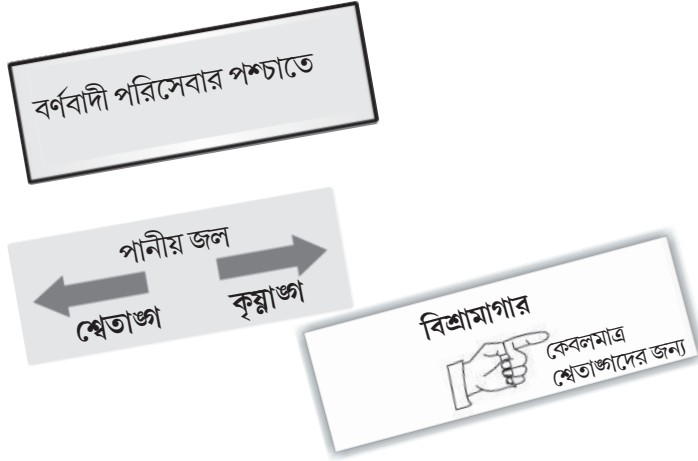 বর্ণবাদী পরিসেবার পশ্চাতে
পানীয় জল
শ্বেতাঙ্গ কৃষ্ণাঙ্গ
বিশ্রামাগার
কেবলমাত্র
শ্বেতাঙ্গদের জন্য